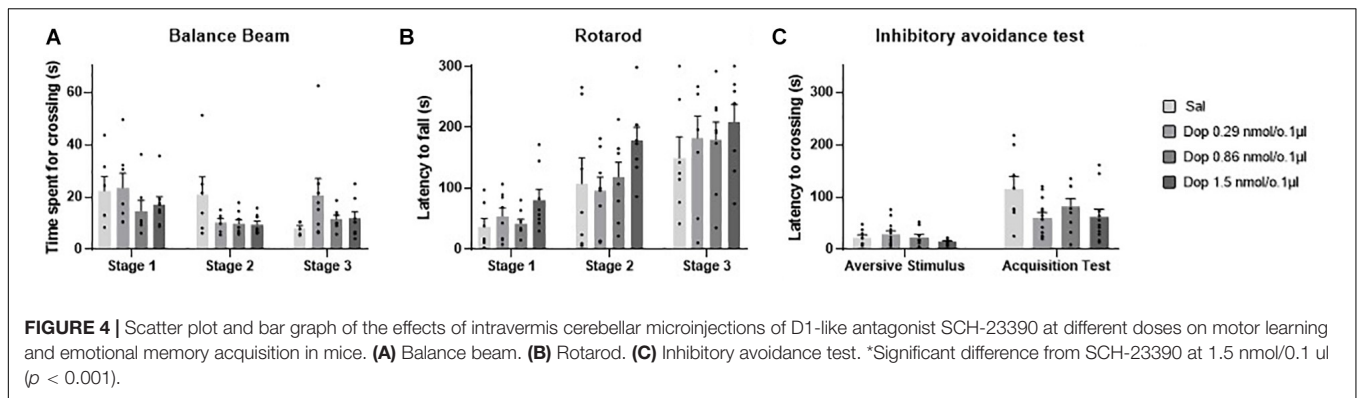 A Balance Beam
Time spent for crossing (s)
60
40
20
0
Stage 1 Stage 2 Stage 3
B Rotarod
Latency to fall (s)
300
200
100
0
Stage 1 Stage 2 Stage 3
C Inhibitory avoidance test
Latency to crossing (s)
300
200
100
0
Aversive Stimulus Acquisition Test
Sal
Dop 0.29 nmol/o.1µl
Dop 0.86 nmol/o.1µl
Dop 1.5 nmol/o.1µl
FIGURE 4 | Scatter plot and bar graph of the effects of intravermis cerebellar microinjections of D1-like antagonist SCH-23390 at different doses on motor learning
and emotional memory acquisition in mice. (A) Balance beam. (B) Rotarod. (C) Inhibitory avoidance test. *Significant difference from SCH-23390 at 1.5 nmol/0.1 ul
(p < 0.001).